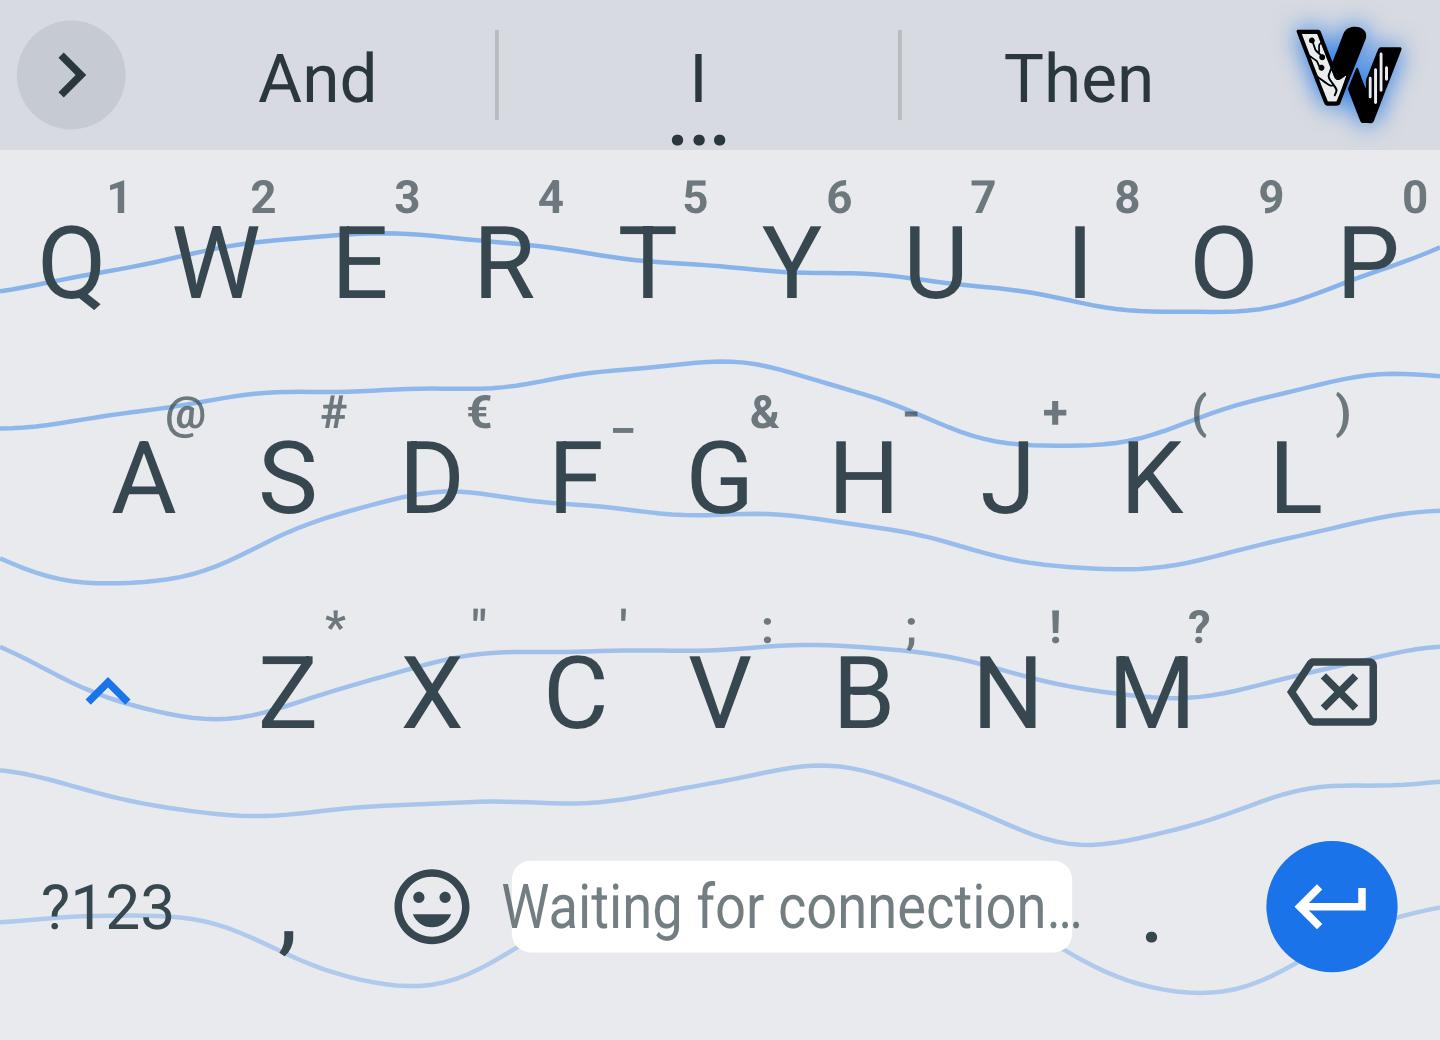 And I Then
1 2 3 4 5 6 7 8 9 0
Q W E R T Y U I O P
@ # € _ & - + ( )
A S D F G H J K L
* " ' : ; ! ?
Z X C V B N M
?123 , Waiting for connection… .